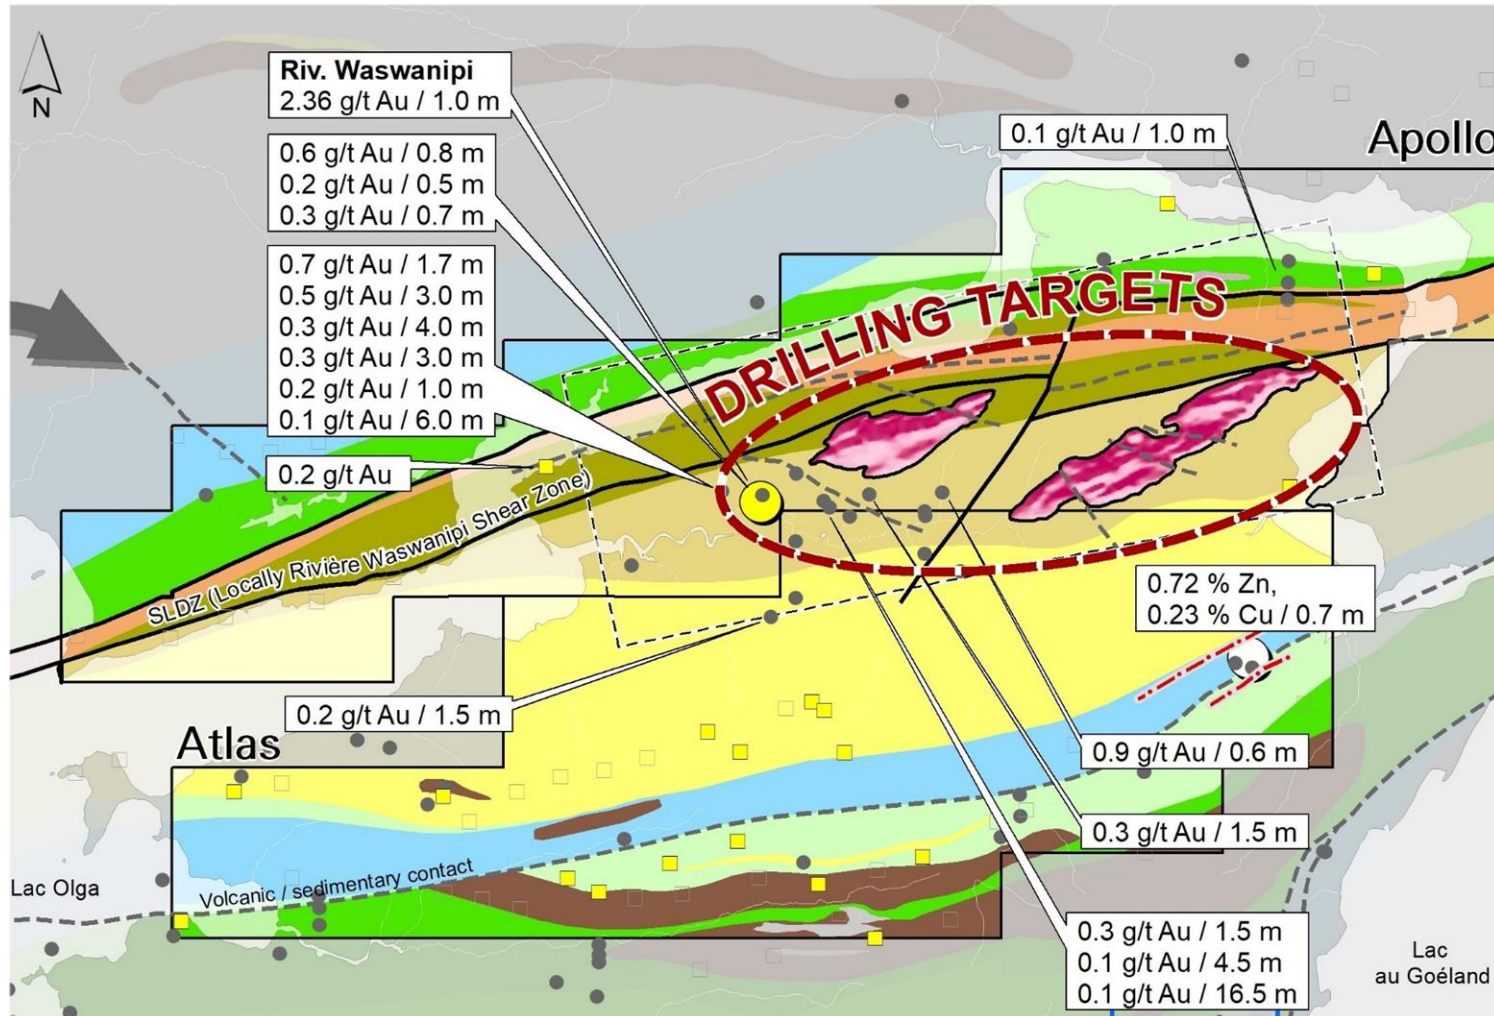 N
Riv. Waswanipi
2.36 g/t Au / 1.0 m
0.6 g/t Au / 0.8 m
0.2 g/t Au / 0.5 m
0.3 g/t Au / 0.7 m
0.7 g/t Au / 1.7 m
0.5 g/t Au / 3.0 m
0.3 g/t Au / 4.0 m
0.3 g/t Au / 3.0 m
0.2 g/t Au / 1.0 m
0.1 g/t Au / 6.0 m
0.2 g/t Au
0.1 g/t Au / 1.0 m
Apollo
DRILLING TARGETS
SLDZ (Locally Rivière Waswanipi Shear Zone)
0.72 % Zn,
0.23 % Cu / 0.7 m
0.2 g/t Au / 1.5 m
Atlas
0.9 g/t Au / 0.6 m
0.3 g/t Au / 1.5 m
Lac Olga
Volcanic / sedimentary contact
0.3 g/t Au / 1.5 m
0.1 g/t Au / 4.5 m
0.1 g/t Au / 16.5 m
Lac
au Goéland